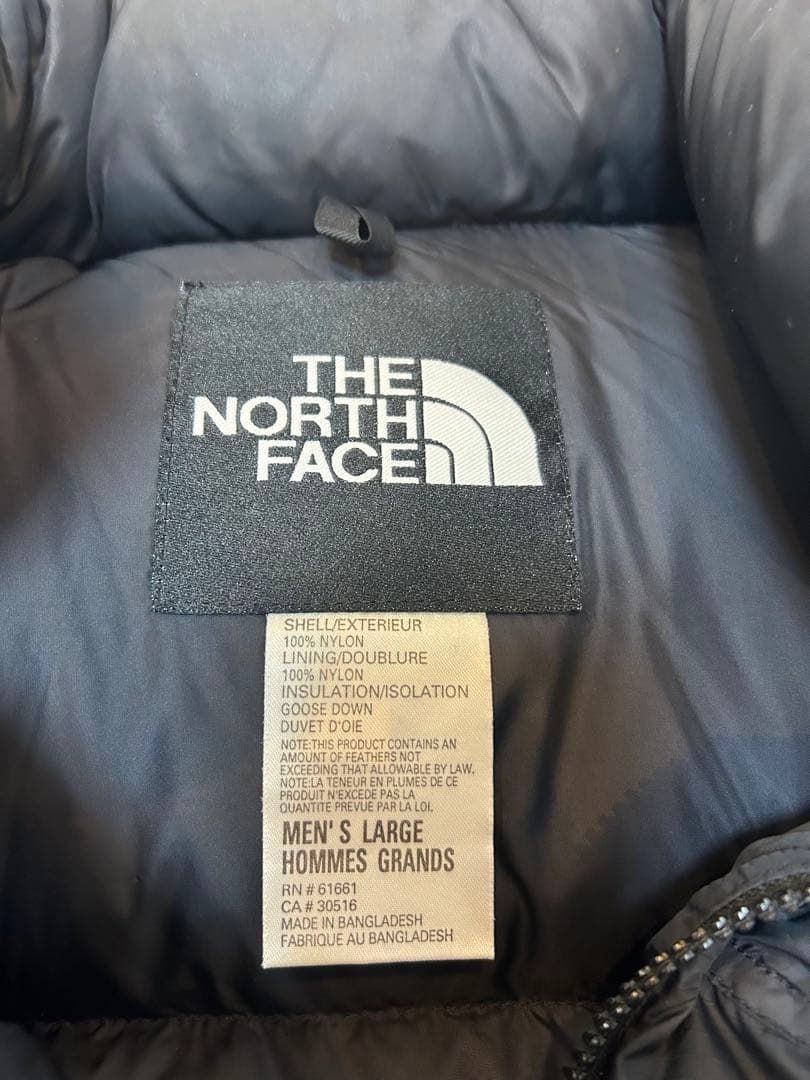 THE
NORTH
FACE
SHELL/EXTERIEUR
100% NYLON
LINING/DOUBLURE
100% NYLON
INSULATION/ISOLATION
GOOSE DOWN
DUVET D'OIE
NOTE:THIS PRODUCT CONTAINS AN
AMOUNT OF FEATHERS NOT
EXCEEDING THAT ALLOWABLE BY LAW.
NOTE:LA TENEUR EN PLUMES DE CE
PRODUIT N'EXCEDE PAS LA
QUANTITE PREVUE PAR LA LOI.
MEN'S LARGE
HOMMES GRANDS
RN # 61661
CA # 30516
MADE IN BANGLADESH
FABRIQUE AU BANGLADESH